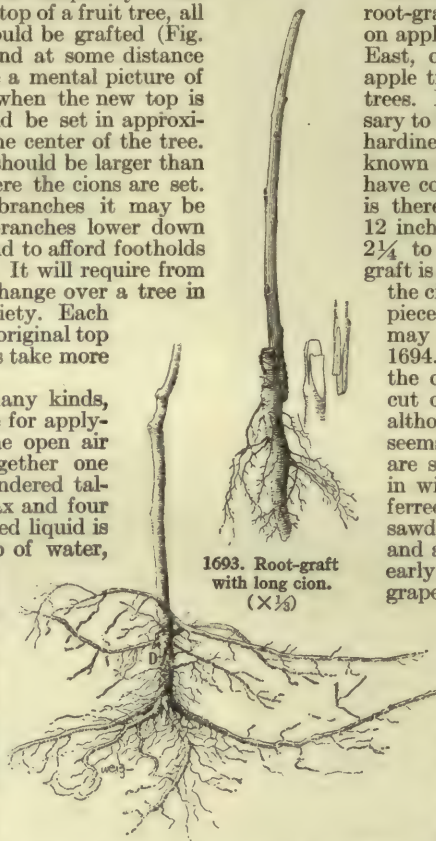 top of a fruit tree, all
ould be grafted (Fig.
nd at some distance
a mental picture of
when the new top is
d be set in approxi-
ne center of the tree.
should be larger than
ere the cions are set.
branches it may be
ranches lower down
d to afford footholds
It will require from
hange over a tree in
iety. Each
original top
s take more
any kinds,
e for apply-
ne open air
gether one
ndered tal-
ax and four
ed liquid is
o of water,
1693. Root-graft
with long cion.
(×⅓)
D
root-gra
on appl
East, c
apple t
trees.
sary to
hardine
known
have co
is there
12 inch
2¼ to
graft is
the ci
piece
may
1694.
the c
cut o
altho
seem
are s
in wi
ferre
sawd
and a
early
grape